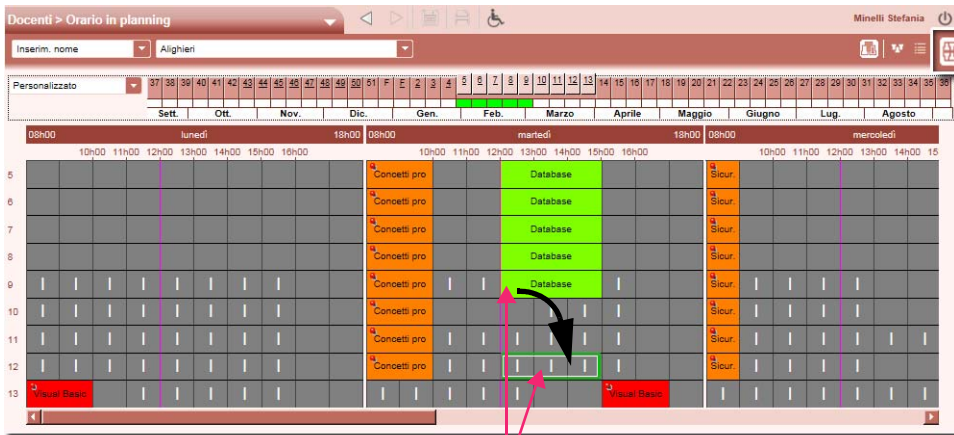 Docenti > Orario in planning Minelli Stefania
Inserim. nome Alighieri
Personalizzato 37 38 39 40 41 42 43 44 45 46 47 48 49 50 51 F F 2 3 4 5 6 7 8 9 10 11 12 13 14 15 16 17 18 19 20 21 22 23 24 25 26 27 28 29 30 31 32 33 34 35 36
Sett. Ott. Nov. Dic. Gen. Feb. Marzo Aprile Maggio Giugno Lug. Agosto
08h00 lunedì 18h00 08h00 martedì 18h00 08h00 mercoledì
10h00 11h00 12h00 13h00 14h00 15h00 16h00 10h00 11h00 12h00 13h00 14h00 15h00 16h00 10h00 11h00 12h00 13h00 14h00 15
5 Concetti pro Database Sicur.
6 Concetti pro Database Sicur.
7 Concetti pro Database Sicur.
8 Concetti pro Database Sicur.
9 Concetti pro Database Sicur.
10 Concetti pro Sicur.
11 Concetti pro Sicur.
12 Concetti pro Sicur.
13 Visual Basic Visual Basic